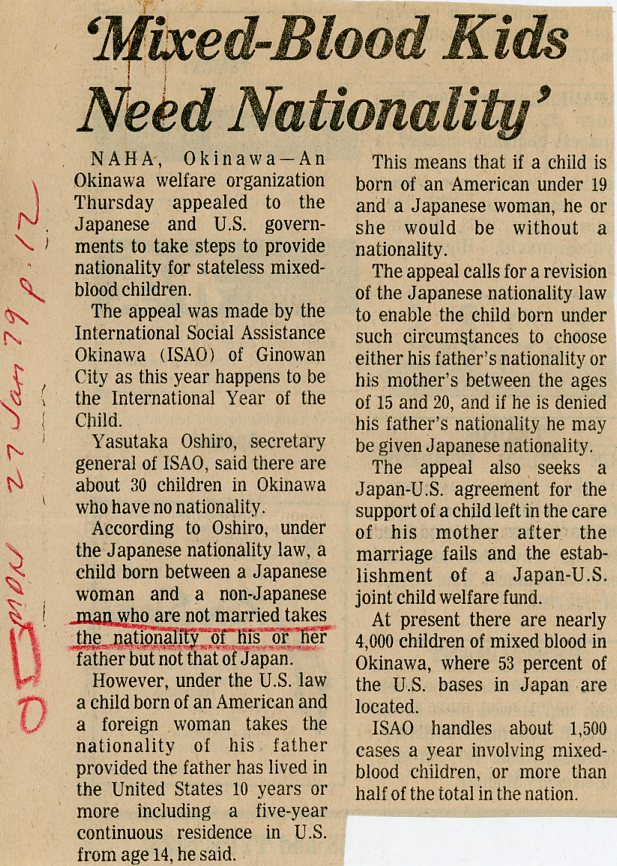 ‘Mixed-Blood Kids
Need Nationality’
NAHA, Okinawa—An
Okinawa welfare organization
Thursday appealed to the
Japanese and U.S. govern-
ments to take steps to provide
nationality for stateless mixed-
blood children.
The appeal was made by the
International Social Assistance
Okinawa (ISAO) of Ginowan
City as this year happens to be
the International Year of the
Child.
Yasutaka Oshiro, secretary
general of ISAO, said there are
about 30 children in Okinawa
who have no nationality.
According to Oshiro, under
the Japanese nationality law, a
child born between a Japanese
woman and a non-Japanese
man who are not married takes
the nationality of his or her
father but not that of Japan.
However, under the U.S. law
a child born of an American and
a foreign woman takes the
nationality of his father
provided the father has lived in
the United States 10 years or
more including a five-year
continuous residence in U.S.
from age 14, he said.
This means that if a child is
born of an American under 19
and a Japanese woman, he or
she would be without a
nationality.
The appeal calls for a revision
of the Japanese nationality law
to enable the child born under
such circumstances to choose
either his father’s nationality or
his mother’s between the ages
of 15 and 20, and if he is denied
his father’s nationality he may
be given Japanese nationality.
The appeal also seeks a
Japan-U.S. agreement for the
support of a child left in the care
of his mother after the
marriage fails and the estab-
lishment of a Japan-U.S.
joint child welfare fund.
At present there are nearly
4,000 children of mixed blood in
Okinawa, where 53 percent of
the U.S. bases in Japan are
located.
ISAO handles about 1,500
cases a year involving mixed-
blood children, or more than
half of the total in the nation.
MDN 27 Jan 79 p. 12